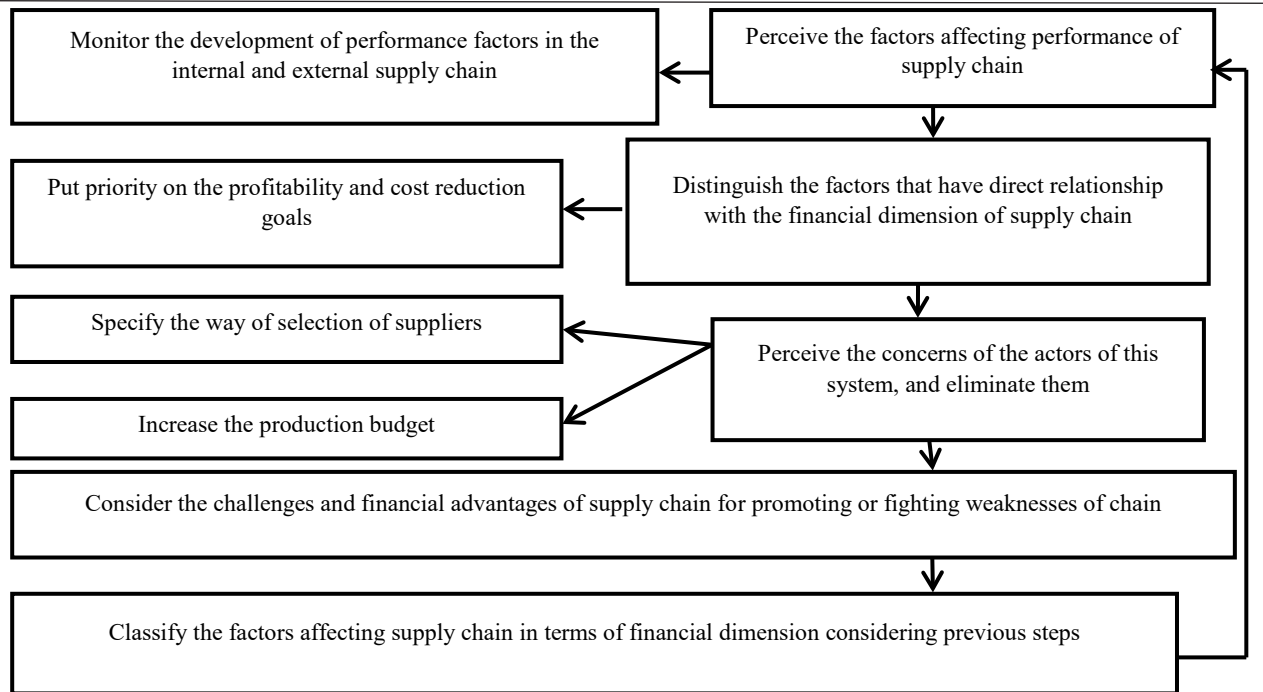 Monitor the development of performance factors in the
internal and external supply chain
Perceive the factors affecting performance of
supply chain
Put priority on the profitability and cost reduction
goals
Distinguish the factors that have direct relationship
with the financial dimension of supply chain
Specify the way of selection of suppliers
Perceive the concerns of the actors of this
system, and eliminate them
Increase the production budget
Consider the challenges and financial advantages of supply chain for promoting or fighting weaknesses of chain
Classify the factors affecting supply chain in terms of financial dimension considering previous steps